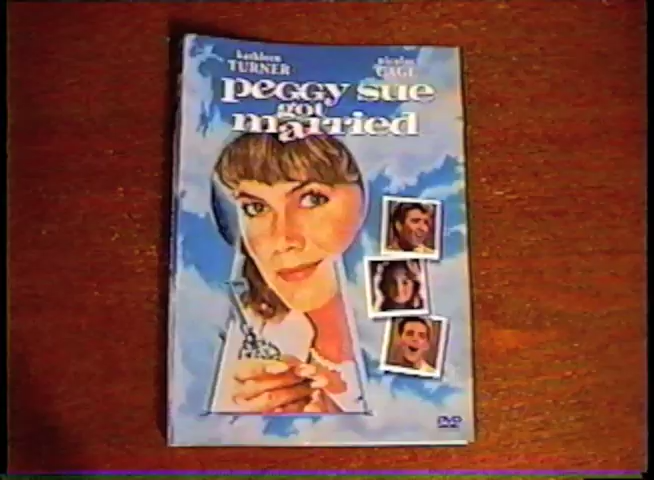 kathleen nicolas
TURNER CAGE
peggy sue
got
married
DVD